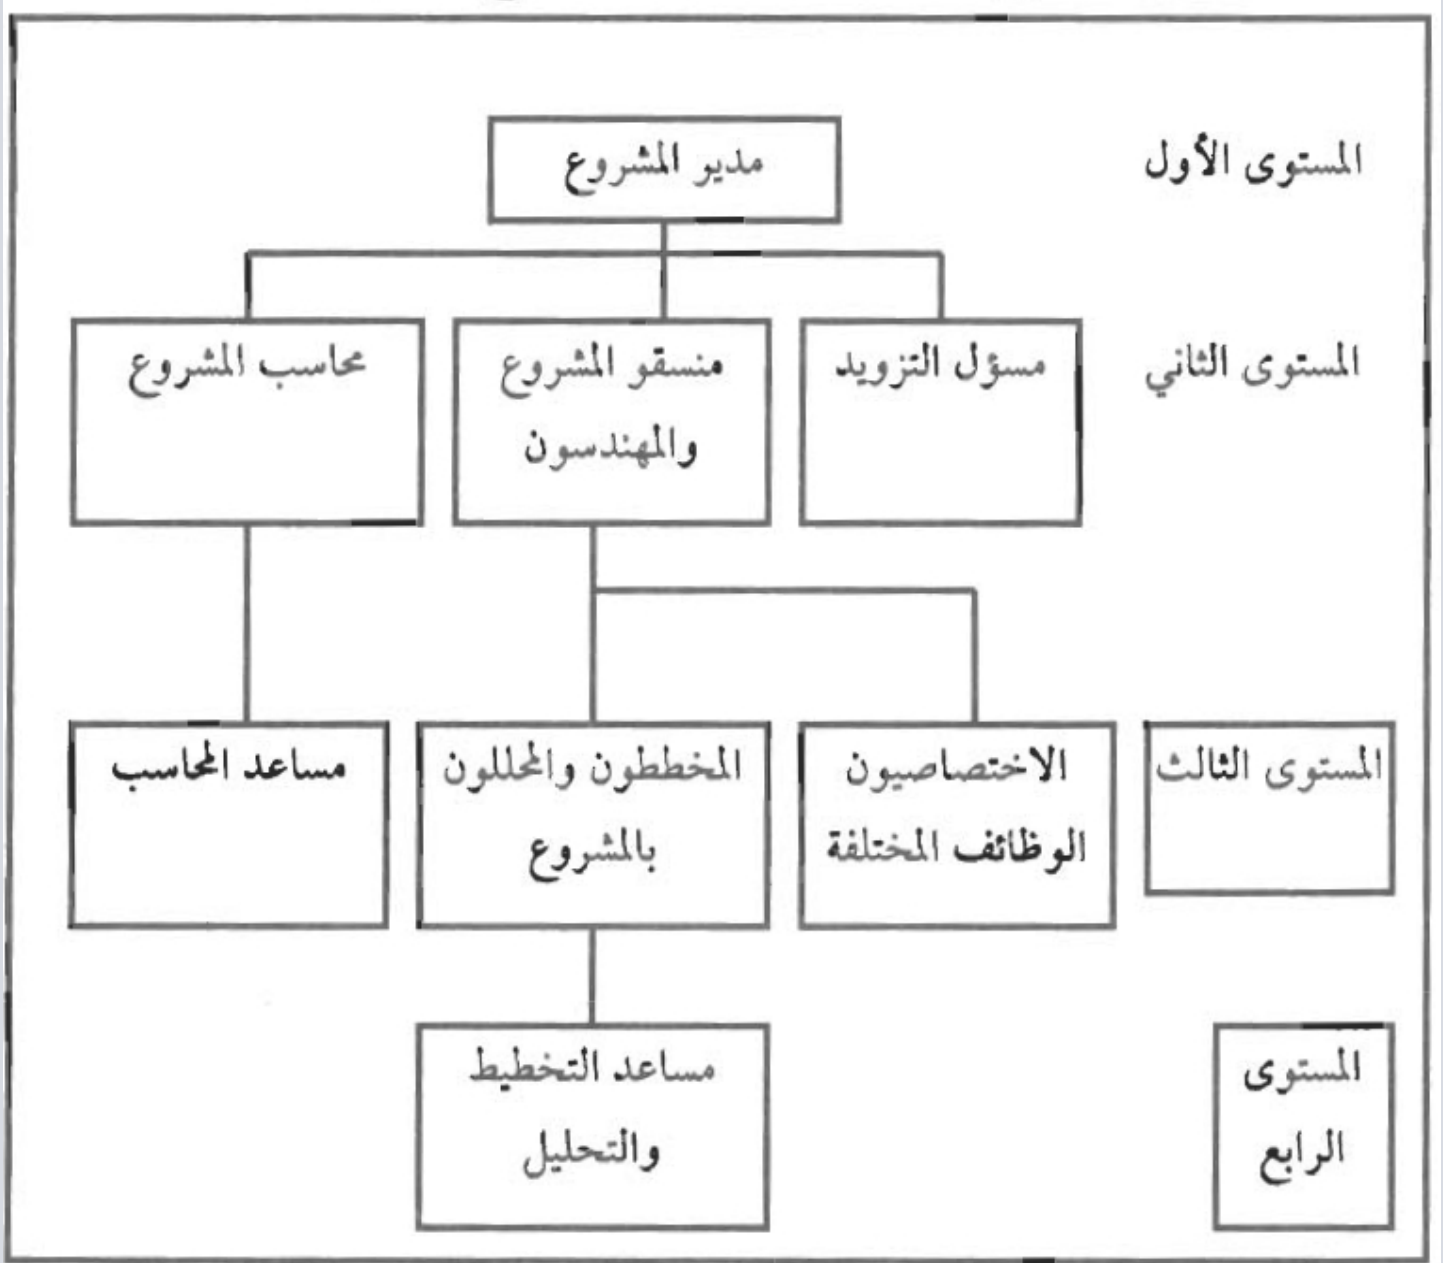 المستوى الأول
مدير المشروع
المستوى الثاني
مسؤل التزويد
منسقو المشروع
والمهندسون
محاسب المشروع
المستوى الثالث
الاختصاصيون
الوظائف المختلفة
المخططون والمحللون
بالمشروع
مساعد المحاسب
المستوى
الرابع
مساعد التخطيط
والتحليل